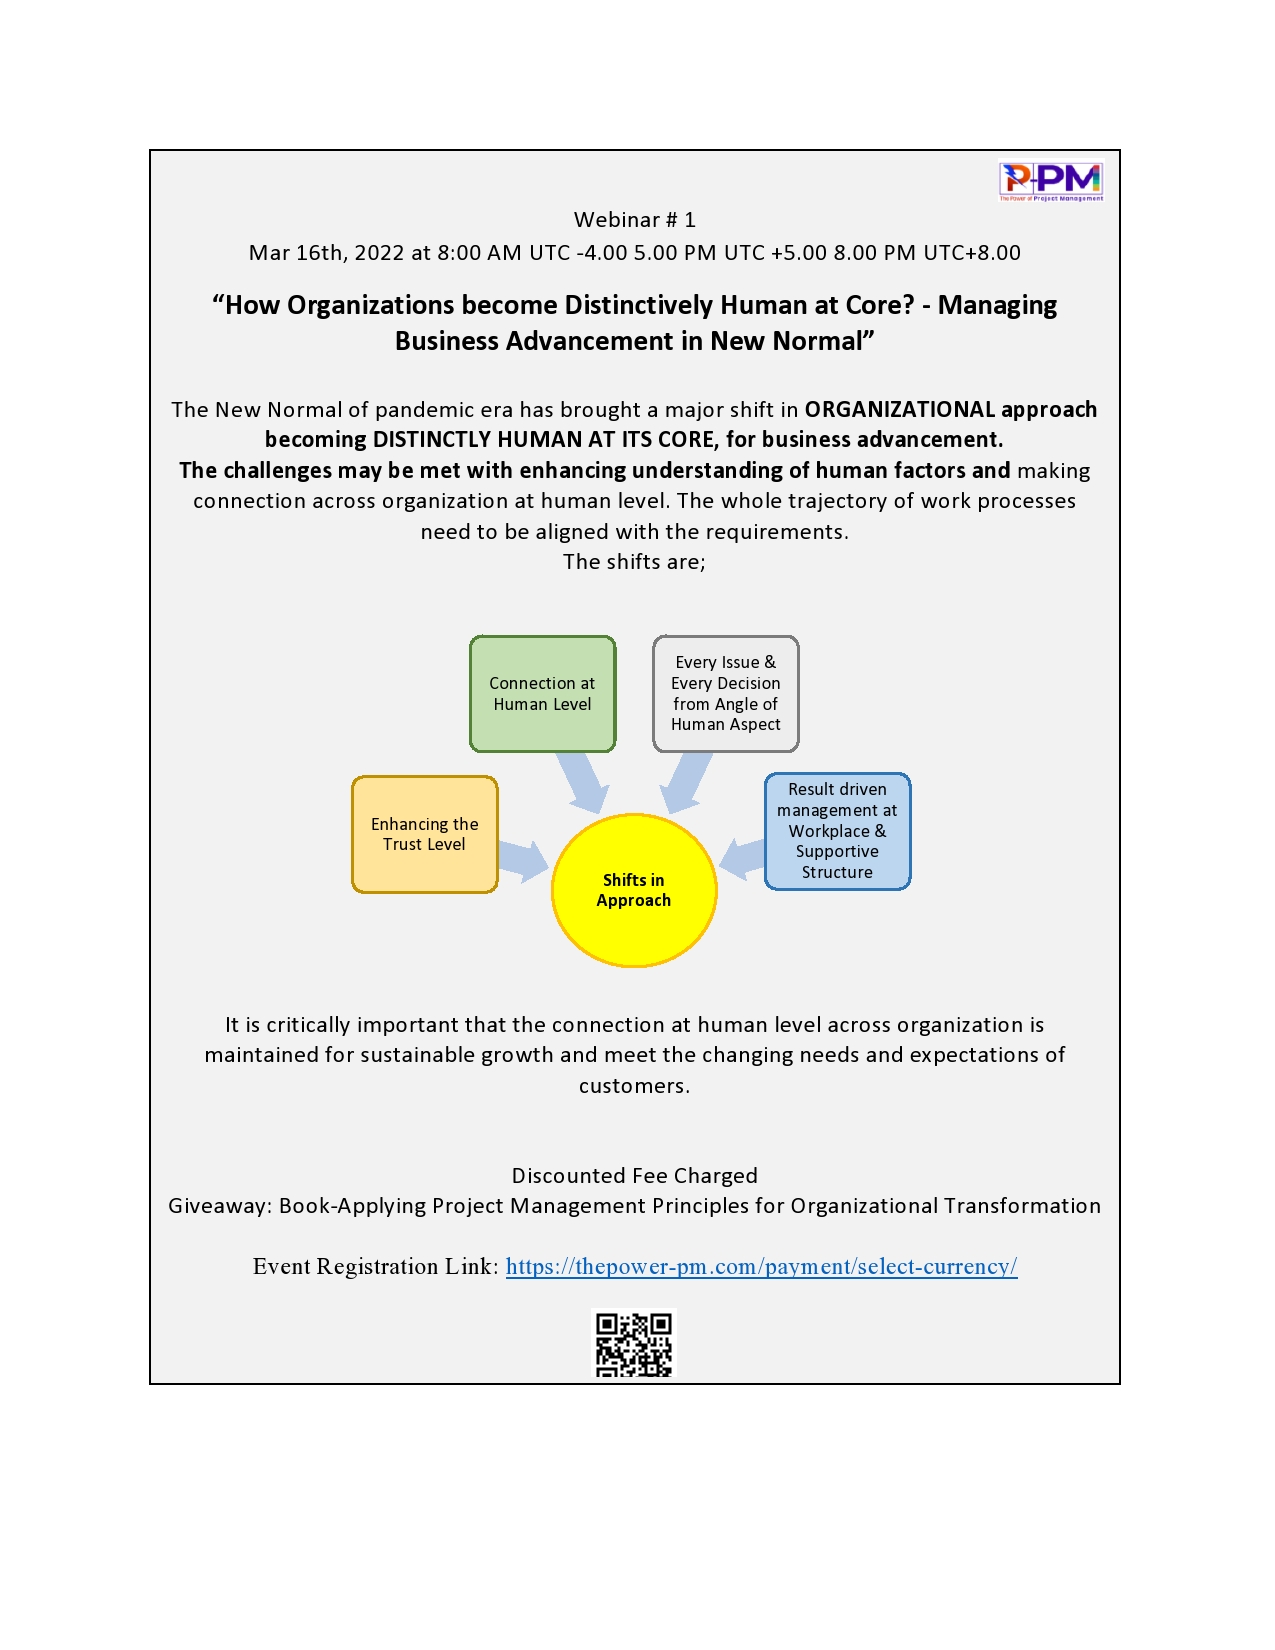 P-PM
The Power of Project Management
Webinar # 1
Mar 16th, 2022 at 8:00 AM UTC -4.00 5.00 PM UTC +5.00 8.00 PM UTC+8.00
“How Organizations become Distinctively Human at Core? - Managing
Business Advancement in New Normal”
The New Normal of pandemic era has brought a major shift in ORGANIZATIONAL approach
becoming DISTINCTLY HUMAN AT ITS CORE, for business advancement.
The challenges may be met with enhancing understanding of human factors and making
connection across organization at human level. The whole trajectory of work processes
need to be aligned with the requirements.
The shifts are;
Connection at
Human Level
Every Issue &
Every Decision
from Angle of
Human Aspect
Enhancing the
Trust Level
Result driven
management at
Workplace &
Supportive
Structure
Shifts in
Approach
It is critically important that the connection at human level across organization is
maintained for sustainable growth and meet the changing needs and expectations of
customers.
Discounted Fee Charged
Giveaway: Book-Applying Project Management Principles for Organizational Transformation
Event Registration Link: https://thepower-pm.com/payment/select-currency/